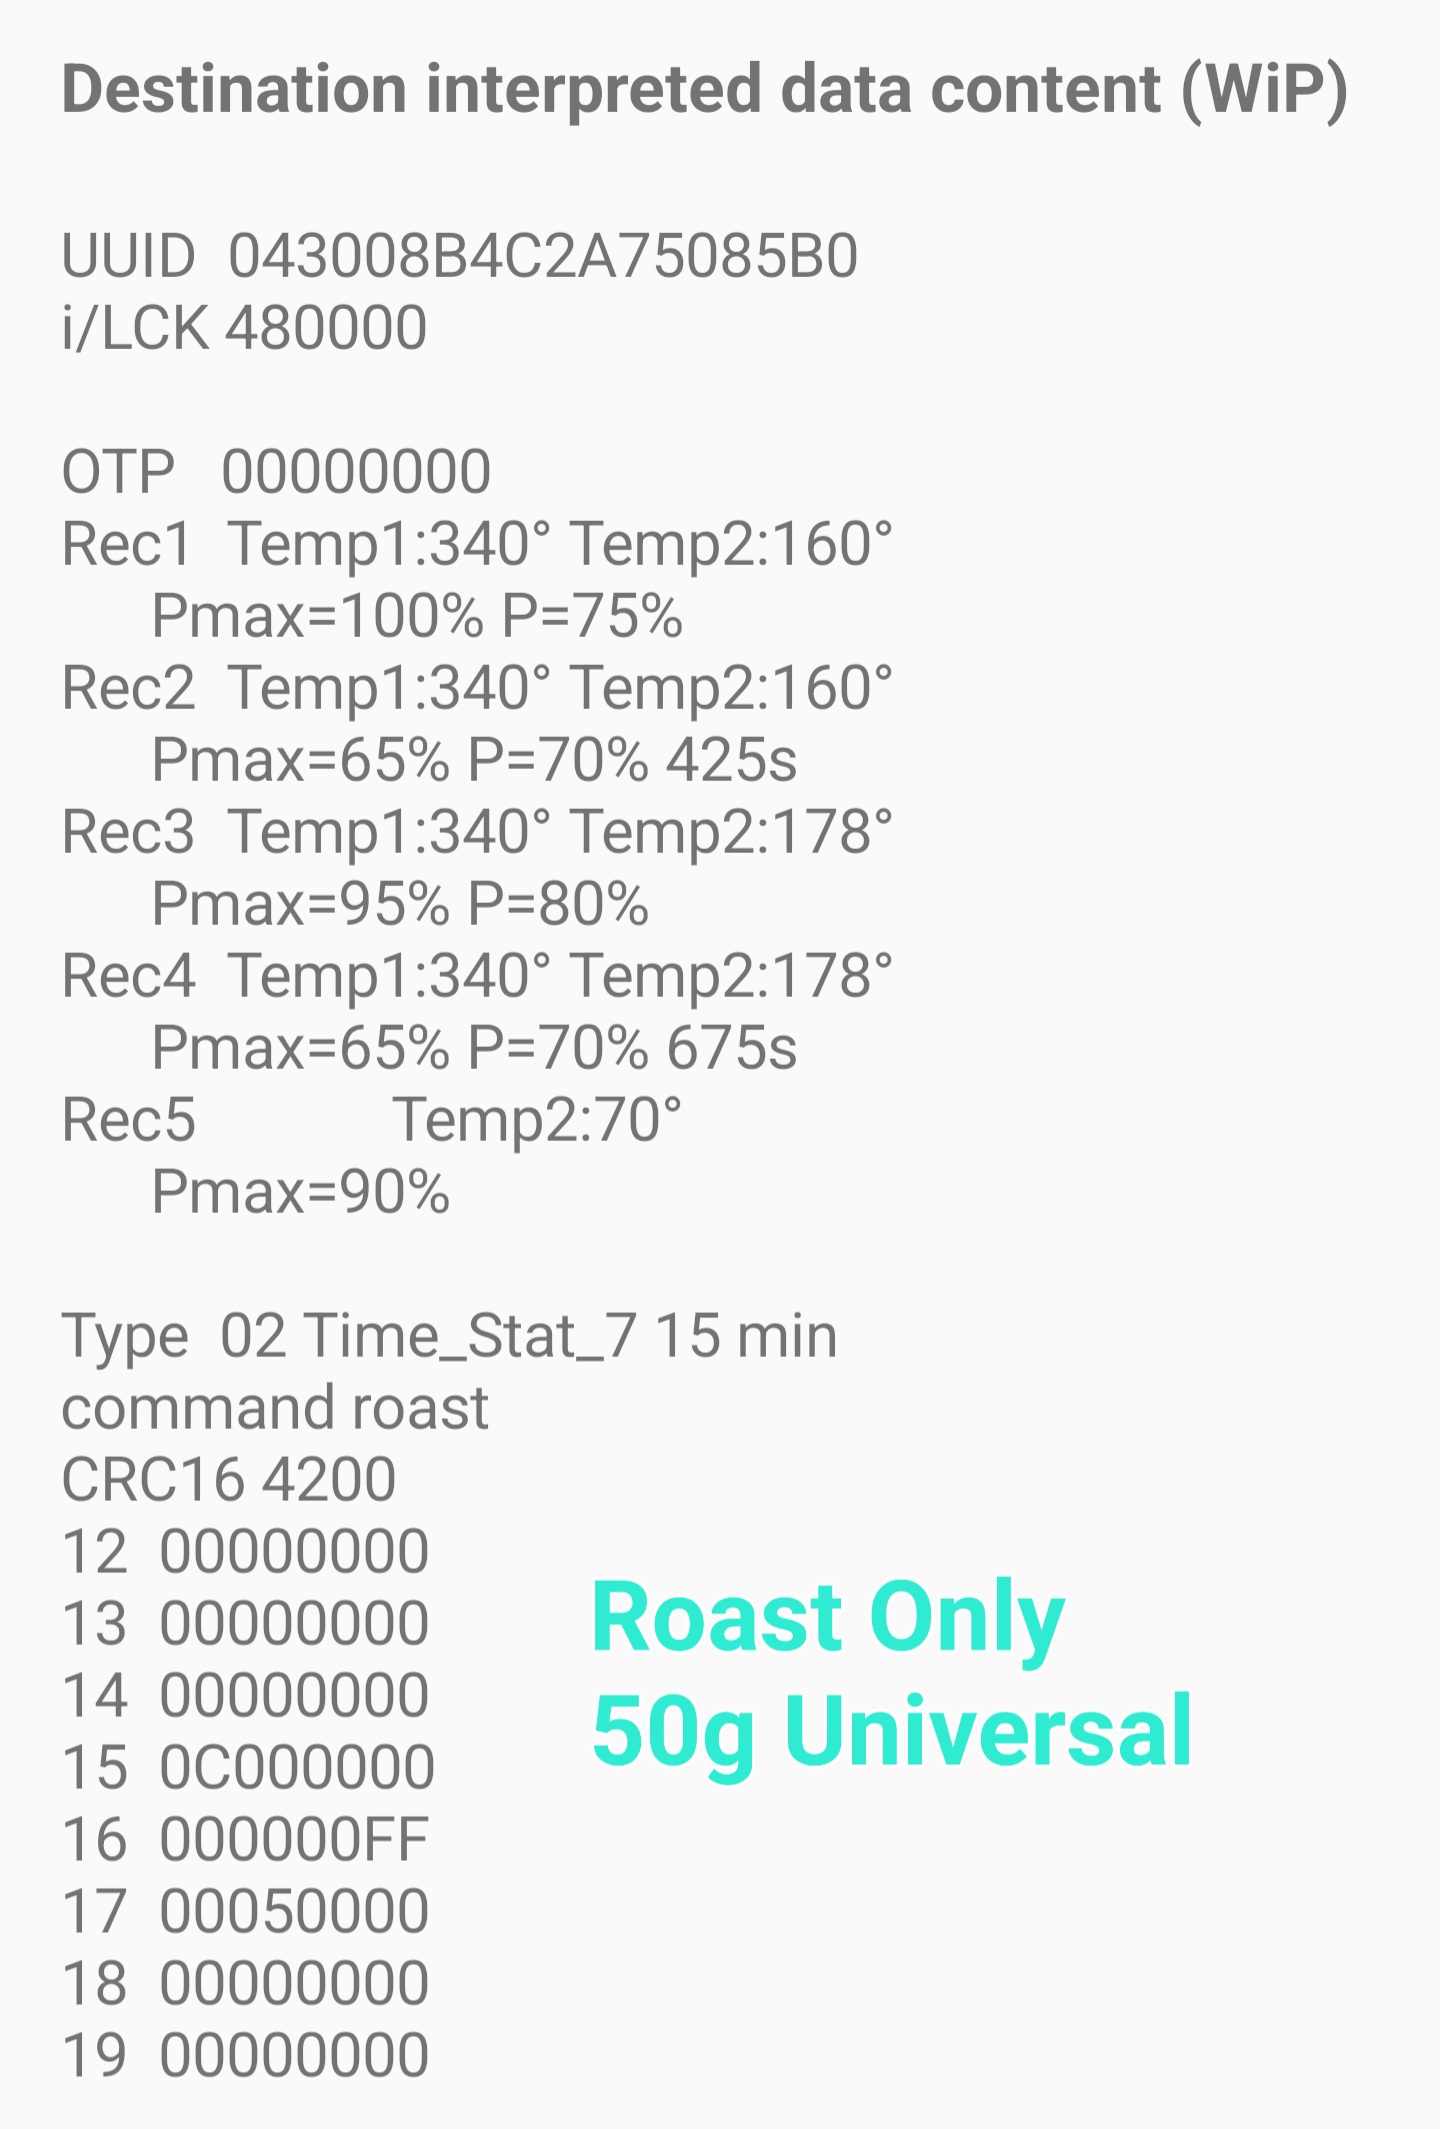 Destination interpreted data content (WiP)
UUID 043008B4C2A75085B0
i/LCK 480000
OTP 00000000
Rec1 Temp1:340° Temp2:160°
Pmax=100% P=75%
Rec2 Temp1:340° Temp2:160°
Pmax=65% P=70% 425s
Rec3 Temp1:340° Temp2:178°
Pmax=95% P=80%
Rec4 Temp1:340° Temp2:178°
Pmax=65% P=70% 675s
Rec5 Temp2:70°
Pmax=90%
Type 02 Time_Stat_7 15 min
command roast
CRC16 4200
12 00000000
13 00000000
14 00000000
15 0C000000
16 000000FF
17 00050000
18 00000000
19 00000000
Roast Only
50g Universal